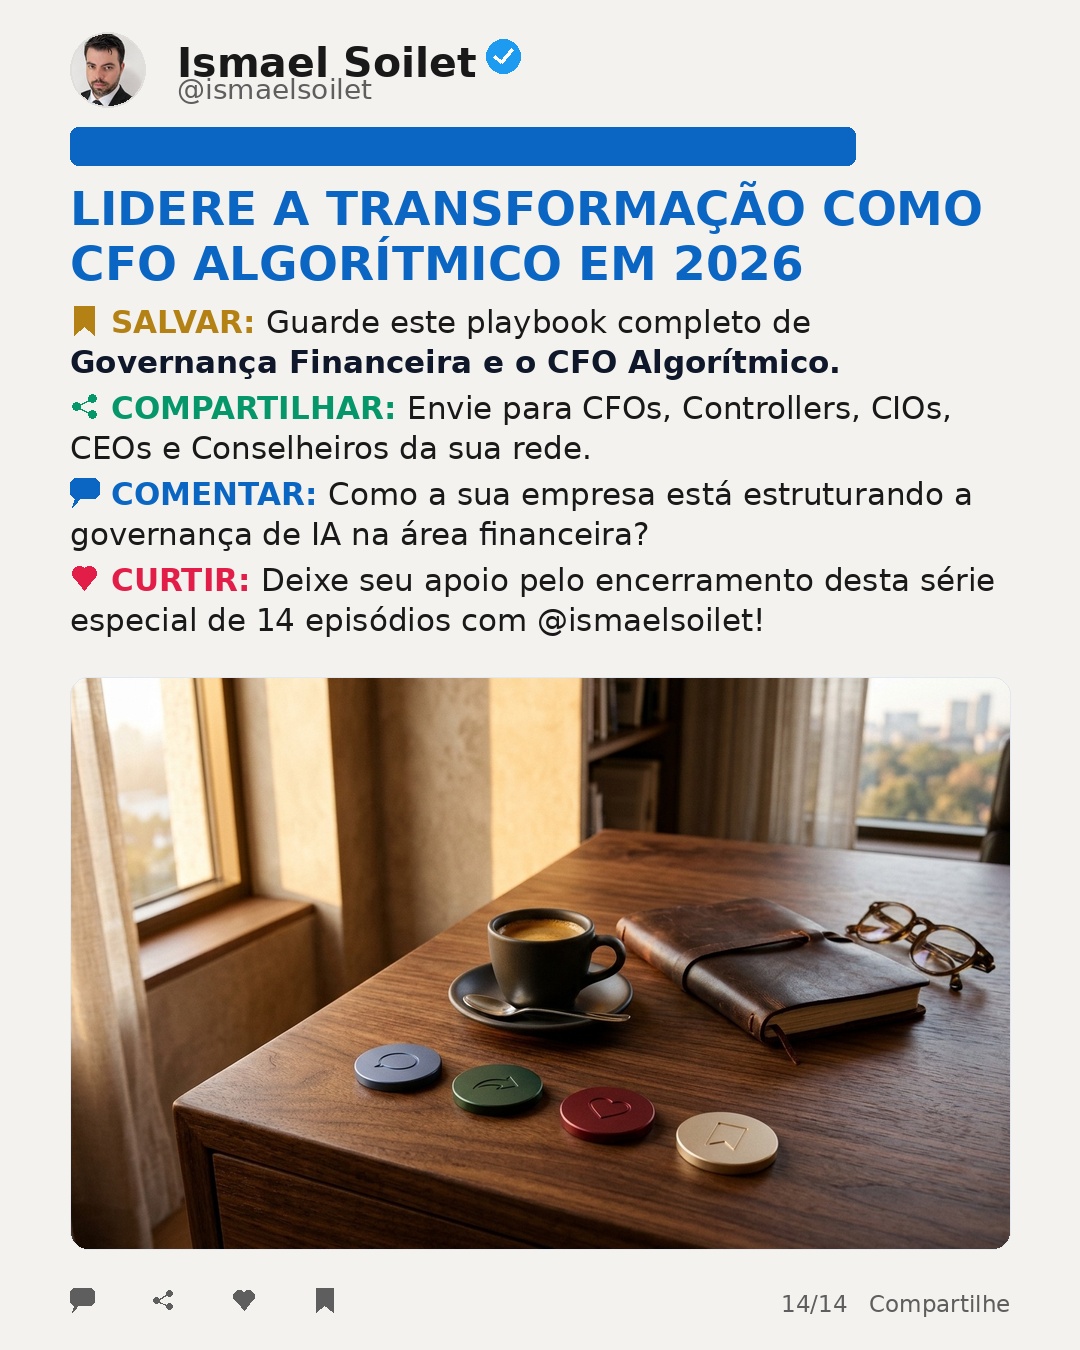 Ismael Soilet
@ismaelsoilet
LIDERE A TRANSFORMAÇÃO COMO
CFO ALGORÍTMICO EM 2026
SALVAR: Guarde este playbook completo de
Governança Financeira e o CFO Algorítmico.
COMPARTILHAR: Envie para CFOs, Controllers, CIOs,
CEOs e Conselheiros da sua rede.
COMENTAR: Como a sua empresa está estruturando a
governança de IA na área financeira?
CURTIR: Deixe seu apoio pelo encerramento desta série
especial de 14 episódios com @ismaelsoilet!
14/14 Compartilhe